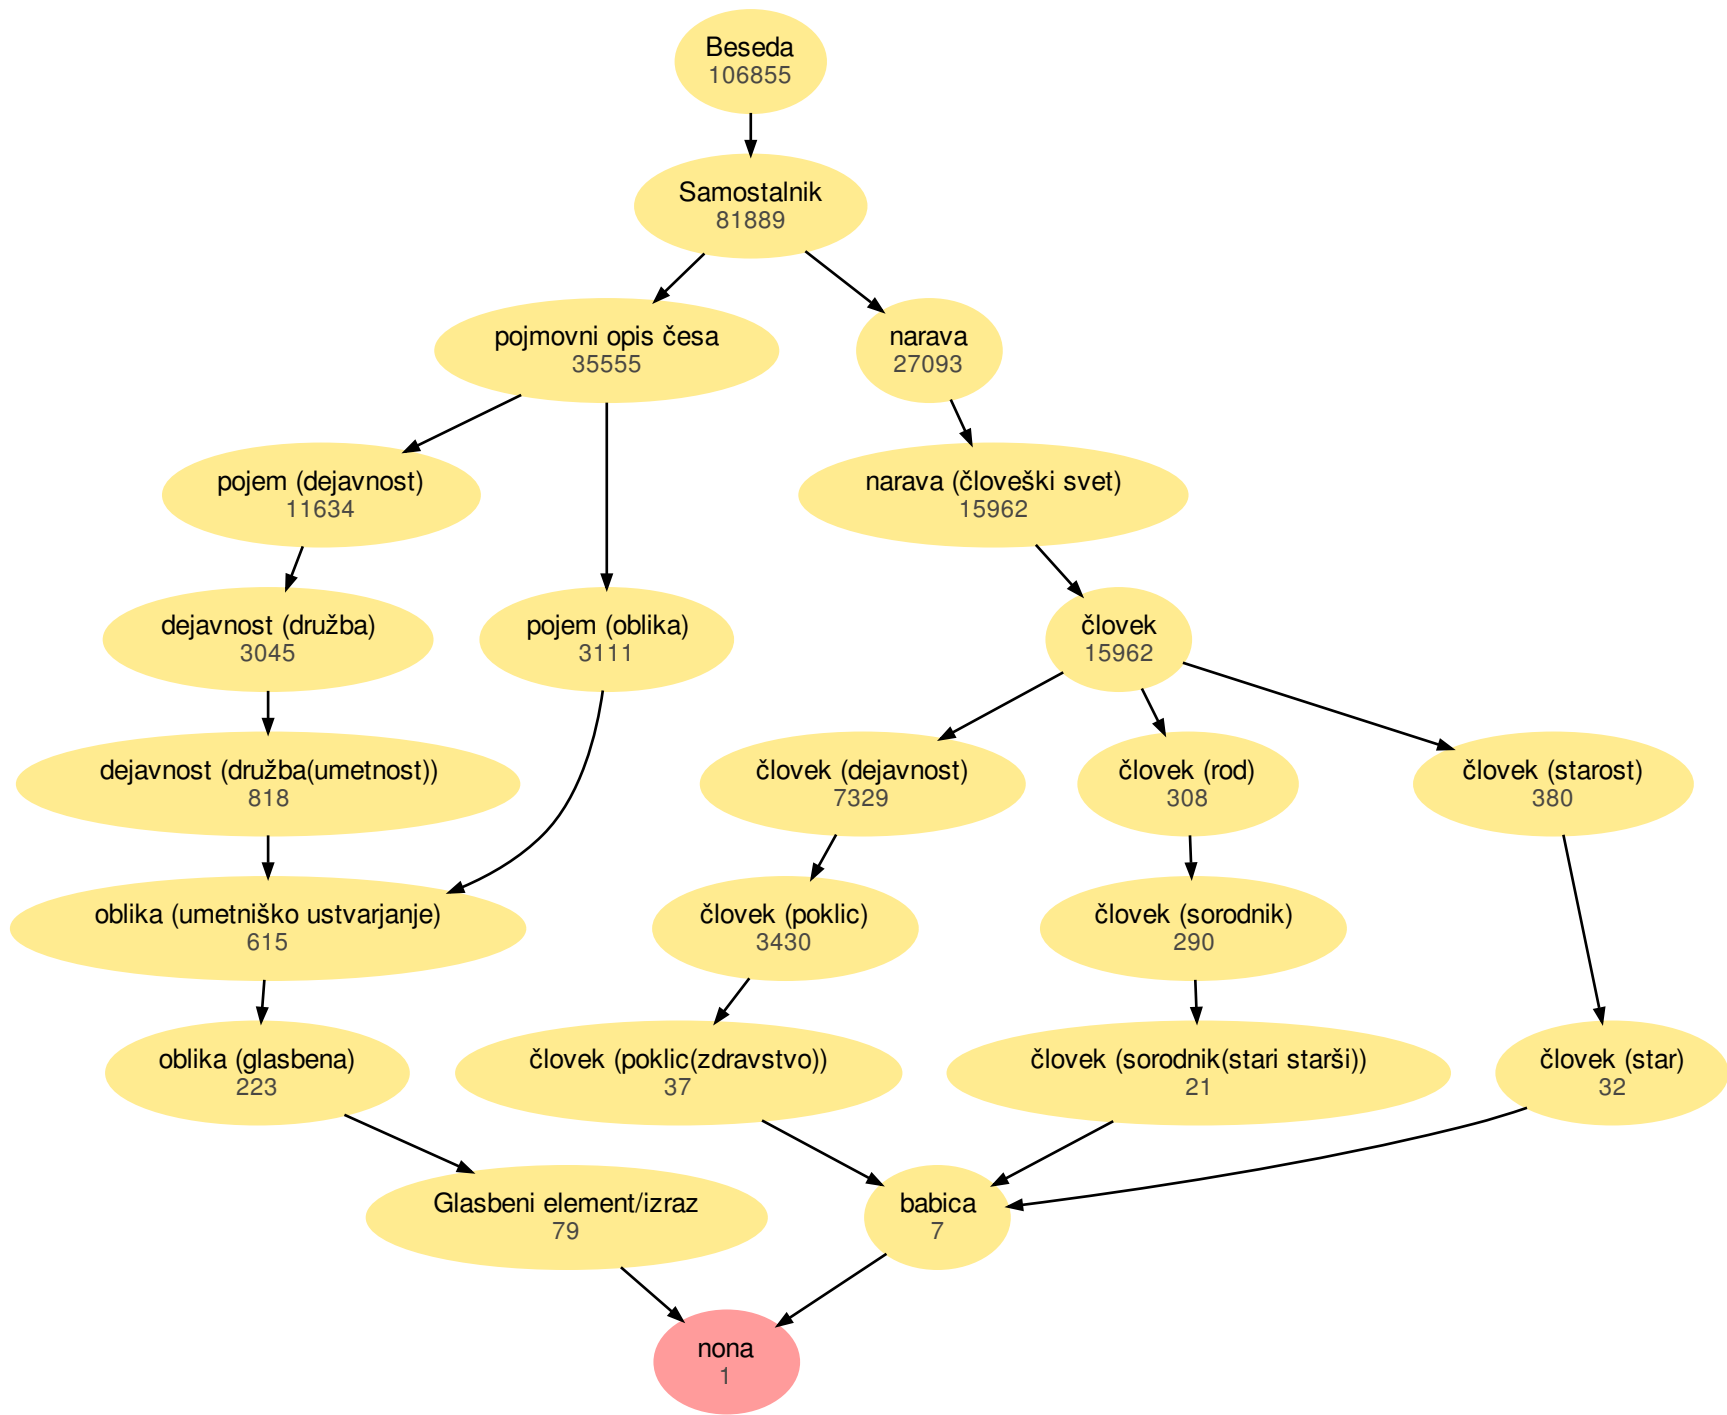 Beseda
106855
Samostalnik
81889
pojmovni opis česa
35555
narava
27093
pojem (dejavnost)
11634
narava (človeški svet)
15962
dejavnost (družba)
3045
pojem (oblika)
3111
človek
15962
dejavnost (družba(umetnost))
818
človek (dejavnost)
7329
človek (rod)
308
človek (starost)
380
oblika (umetniško ustvarjanje)
615
človek (poklic)
3430
človek (sorodnik)
290
oblika (glasbena)
223
človek (poklic(zdravstvo))
37
človek (sorodnik(stari starši))
21
človek (star)
32
Glasbeni element/izraz
79
babica
7
nona
1